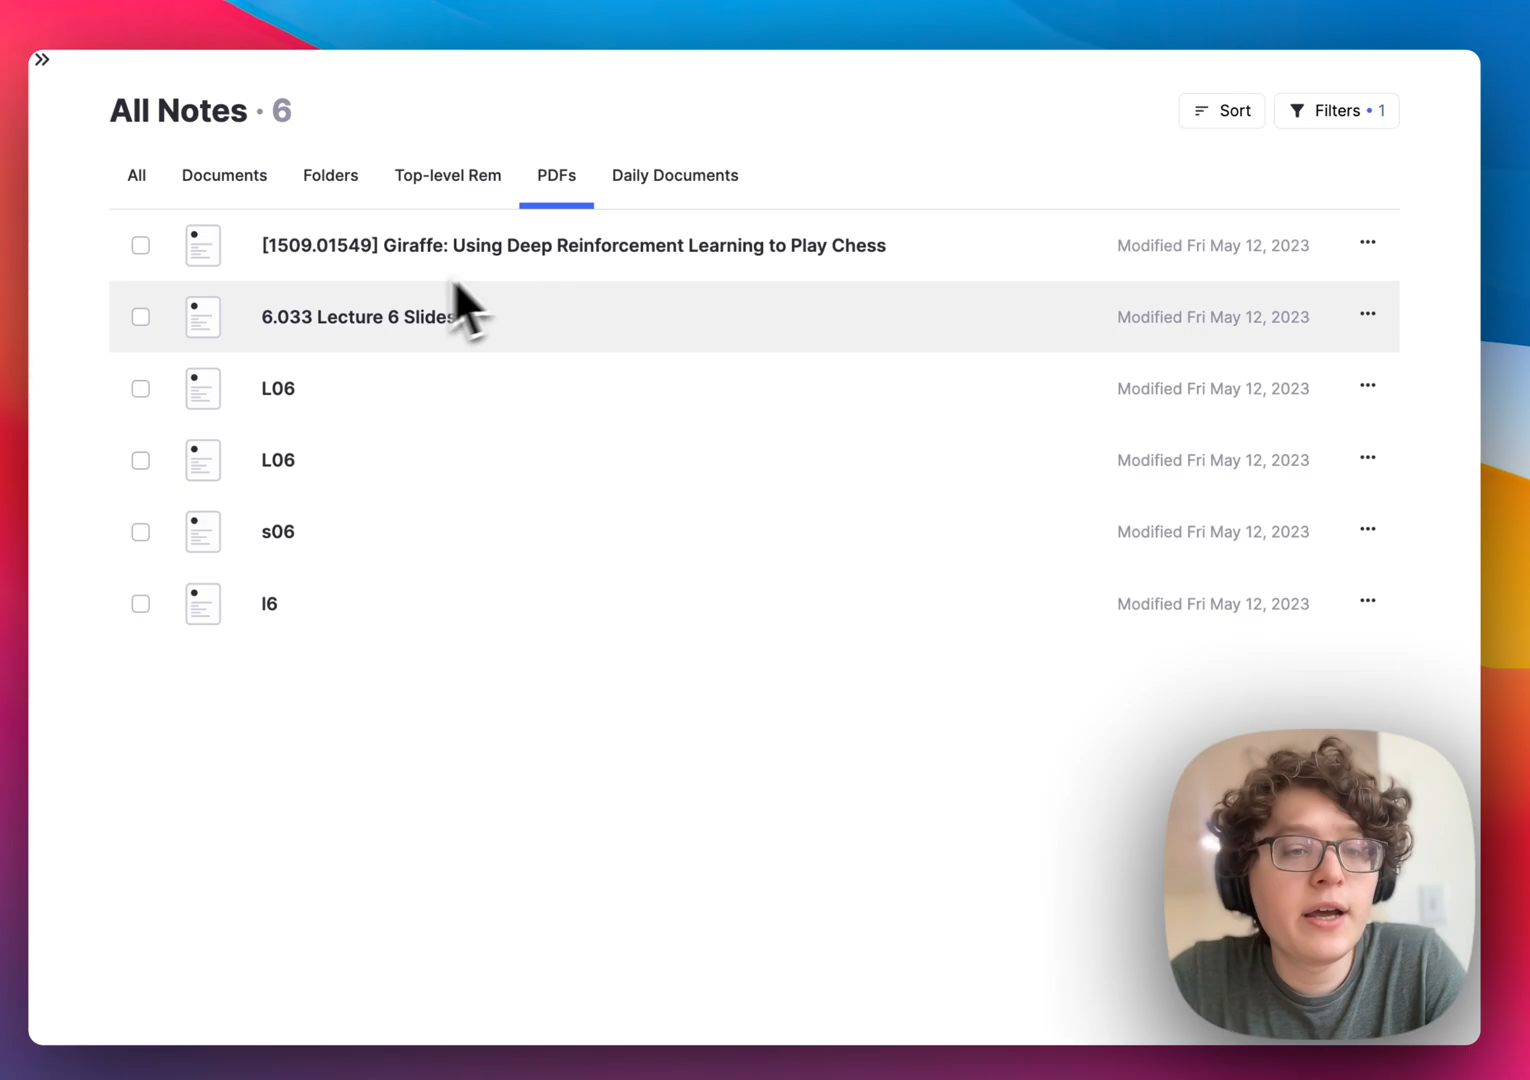 All Notes · 6
Sort
Filters • 1
All
Documents
Folders
Top-level Rem
PDFs
Daily Documents
[1509.01549] Giraffe: Using Deep Reinforcement Learning to Play Chess
Modified Fri May 12, 2023
6.033 Lecture 6 Slides
Modified Fri May 12, 2023
L06
Modified Fri May 12, 2023
L06
Modified Fri May 12, 2023
s06
Modified Fri May 12, 2023
l6
Modified Fri May 12, 2023